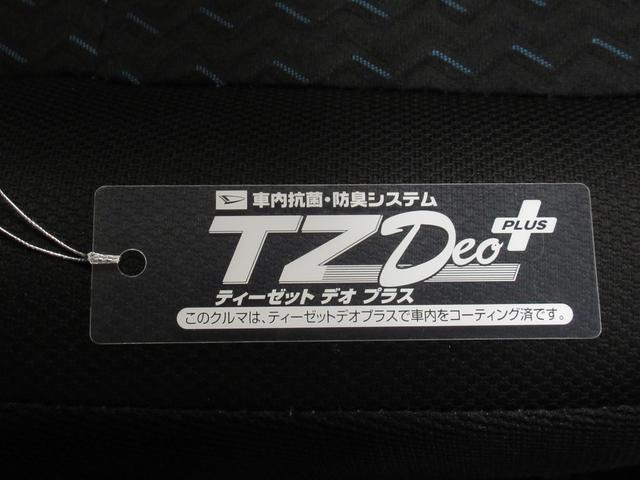 車内抗菌・防臭システム
TZ Deo PLUS
ティーゼット デオ プラス
このクルマは、ティーゼットデオプラスで車内をコーティング済です。